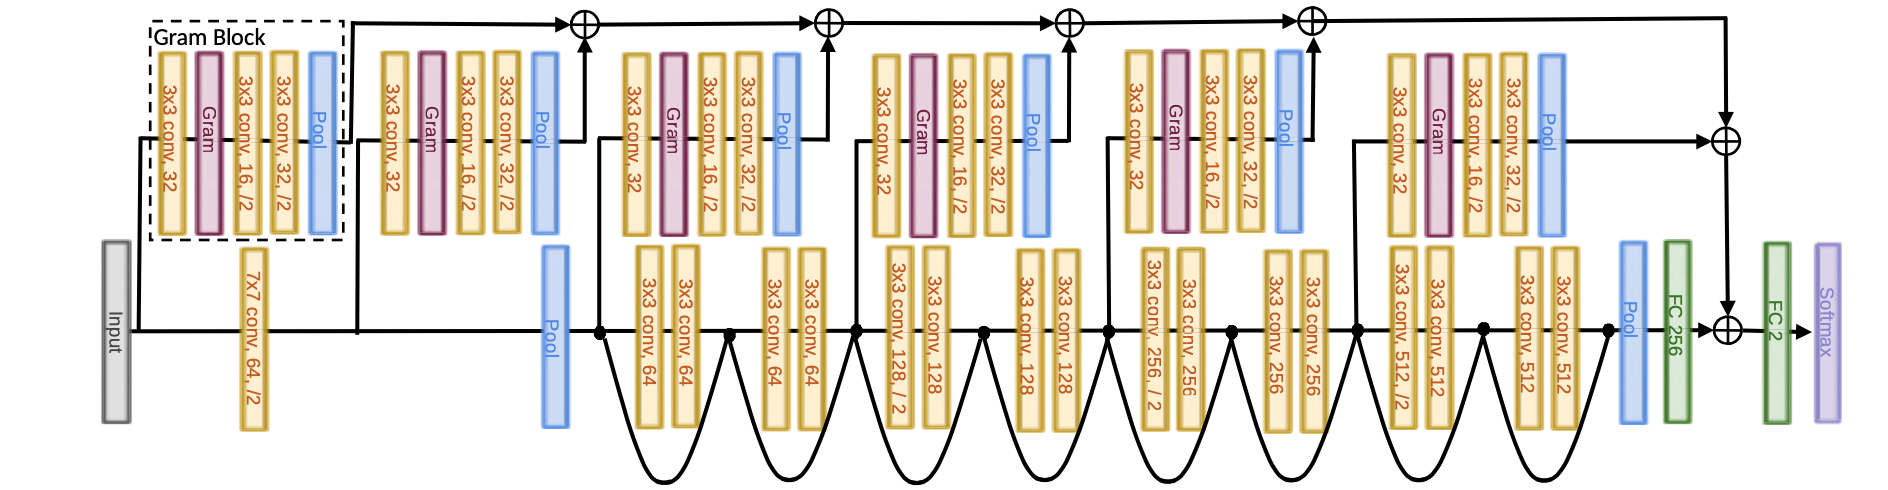 Gram Block
3x3 conv, 32
Gram
3x3 conv, 16, /2
3x3 conv, 32, /2
Pool
3x3 conv, 32
Gram
3x3 conv, 16, /2
3x3 conv, 32, /2
Pool
3x3 conv, 32
Gram
3x3 conv, 16, /2
3x3 conv, 32, /2
Pool
3x3 conv, 32
Gram
3x3 conv, 16, /2
3x3 conv, 32, /2
Pool
3x3 conv, 32
Gram
3x3 conv, 16, /2
3x3 conv, 32, /2
Pool
3x3 conv, 32
Gram
3x3 conv, 16, /2
3x3 conv, 32, /2
Pool
Input
7x7 conv, 64, /2
Pool
3x3 conv, 64
3x3 conv, 64
3x3 conv, 64
3x3 conv, 64
3x3 conv, 128, / 2
3x3 conv, 128
3x3 conv, 128
3x3 conv, 128
3x3 conv, 256, / 2
3x3 conv, 256
3x3 conv, 256
3x3 conv, 256
3x3 conv, 512, /2
3x3 conv, 512
3x3 conv, 512
3x3 conv, 512
Pool
FC 256
FC 2
Softmax